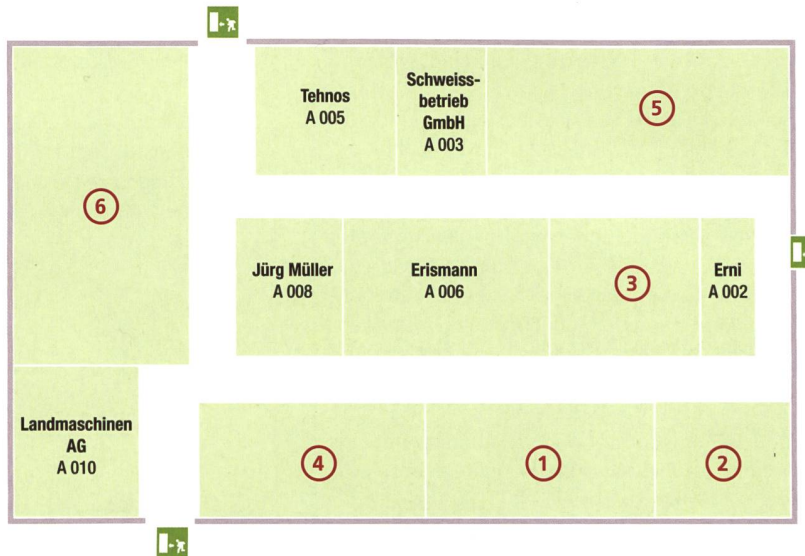 Tehnos
A 005
Schweiss-
betrieb
GmbH
A 003
5
6
Jürg Müller
A 008
Erismann
A 006
3
Erni
A 002
Landmaschinen
AG
A 010
4
1
2